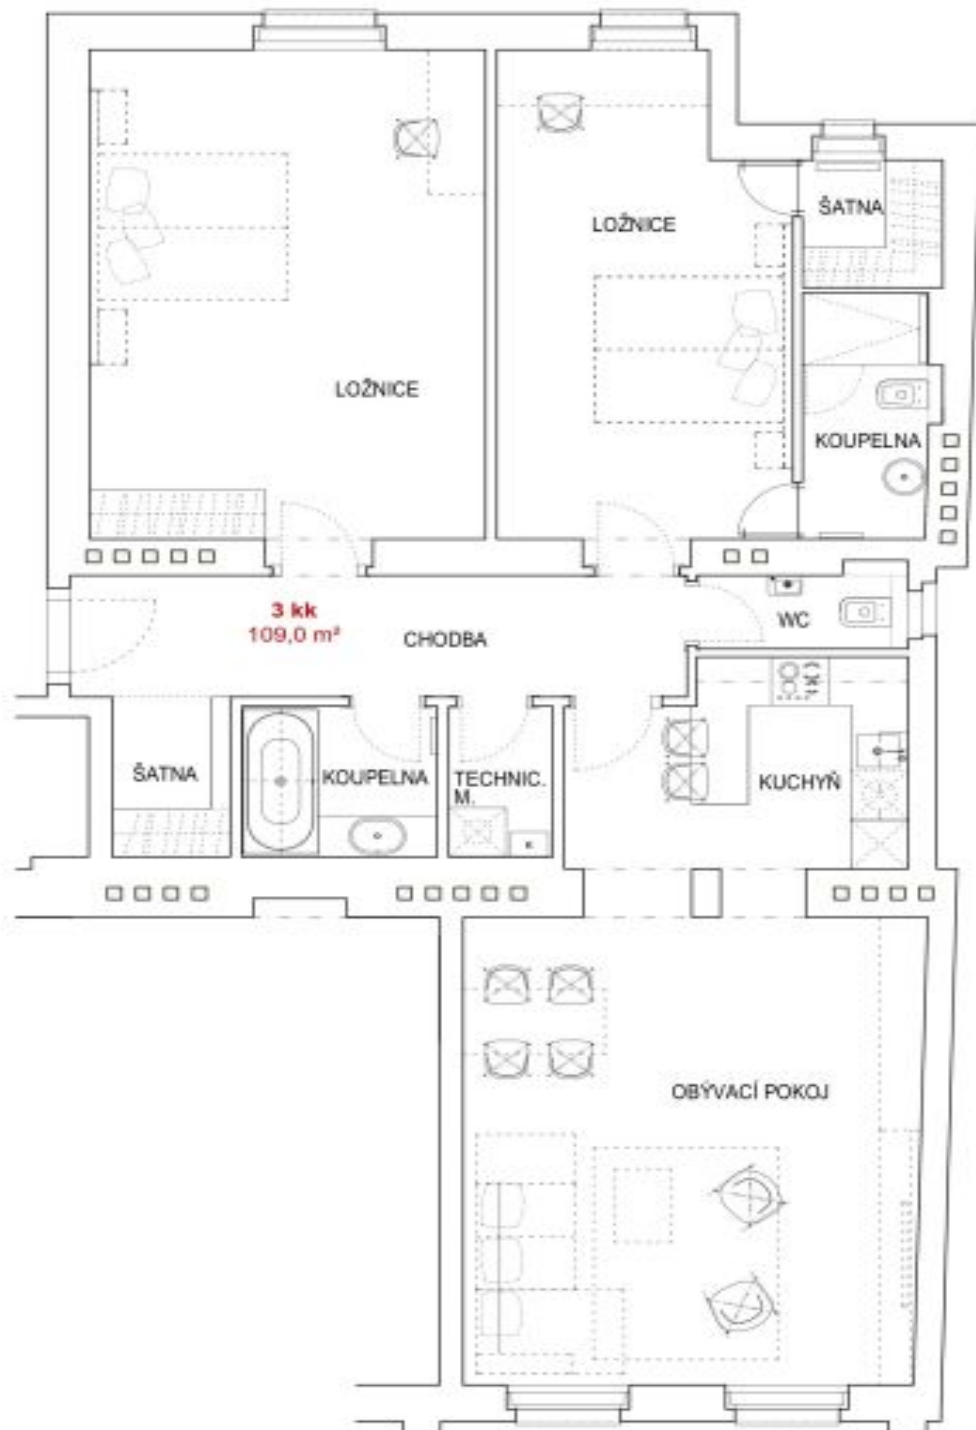 ŠATNA
LOŽNICE
LOŽNICE
KOUPELNA
3 kk
109,0 m²
CHODBA
WC
ŠATNA
KOUPELNA
TECHNIC.
M.
KUCHYŇ
K
OBÝVACÍ POKOJ